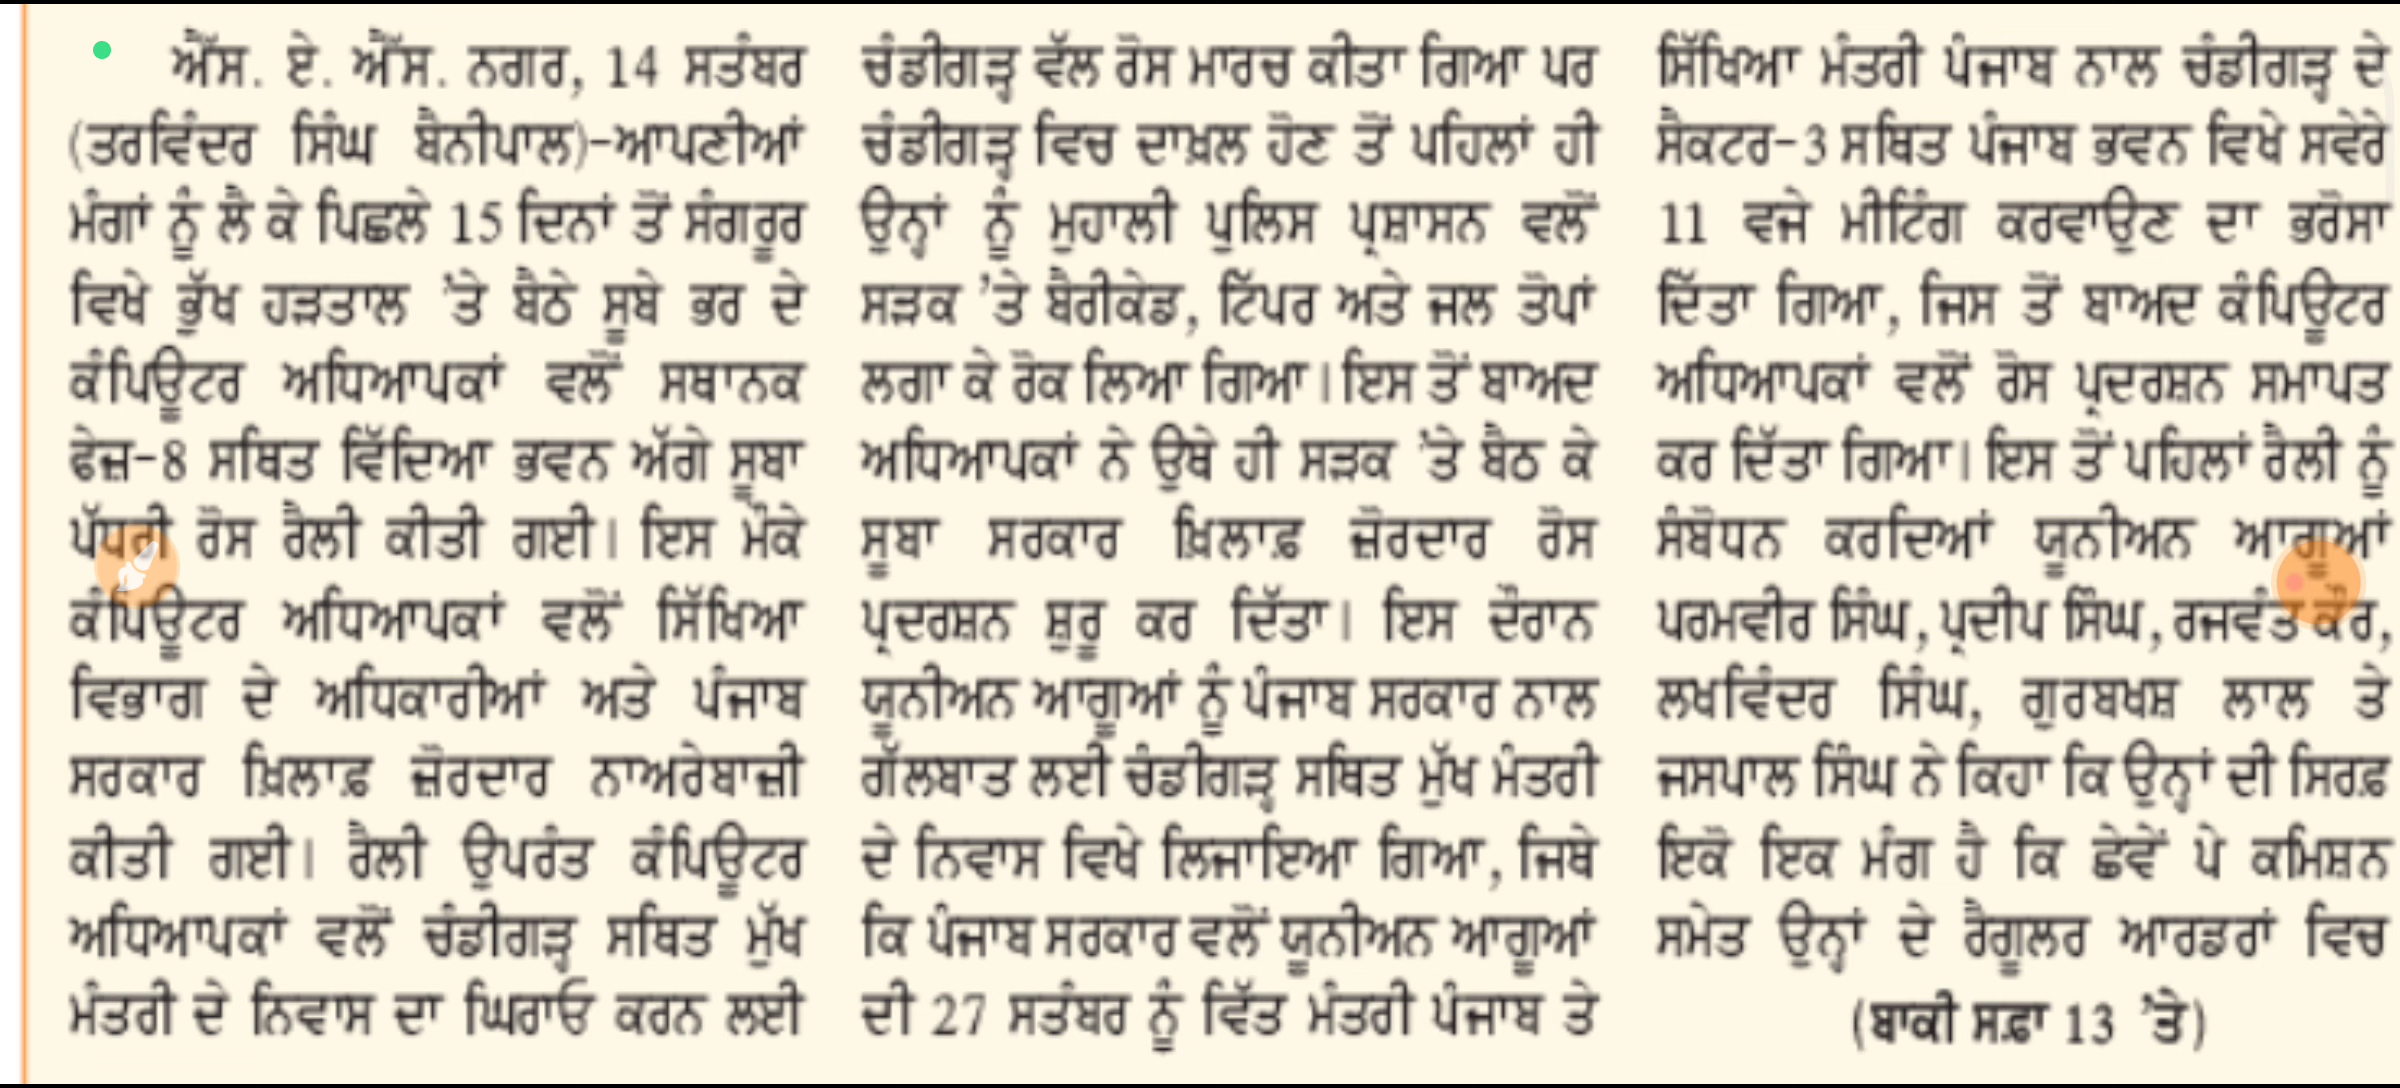 ਐੱਸ. ਏ. ਐੱਸ. ਨਗਰ, 14 ਸਤੰਬਰ
(ਤਰਵਿੰਦਰ ਸਿੰਘ ਬੈਨੀਪਾਲ)-ਆਪਣੀਆਂ
ਮੰਗਾਂ ਨੂੰ ਲੈ ਕੇ ਪਿਛਲੇ 15 ਦਿਨਾਂ ਤੋਂ ਸੰਗਰੂਰ
ਵਿਖੇ ਭੁੱਖ ਹੜਤਾਲ 'ਤੇ ਬੈਠੇ ਸੂਬੇ ਭਰ ਦੇ
ਕੰਪਿਊਟਰ ਅਧਿਆਪਕਾਂ ਵਲੋਂ ਸਥਾਨਕ
ਫੇਜ਼-8 ਸਥਿਤ ਵਿੱਦਿਆ ਭਵਨ ਅੱਗੇ ਸੂਬਾ
ਪੱਧਰੀ ਰੋਸ ਰੈਲੀ ਕੀਤੀ ਗਈ। ਇਸ ਮੌਕੇ
ਕੰਪਿਊਟਰ ਅਧਿਆਪਕਾਂ ਵਲੋਂ ਸਿੱਖਿਆ
ਵਿਭਾਗ ਦੇ ਅਧਿਕਾਰੀਆਂ ਅਤੇ ਪੰਜਾਬ
ਸਰਕਾਰ ਖ਼ਿਲਾਫ਼ ਜ਼ੋਰਦਾਰ ਨਾਅਰੇਬਾਜ਼ੀ
ਕੀਤੀ ਗਈ। ਰੈਲੀ ਉਪਰੰਤ ਕੰਪਿਊਟਰ
ਅਧਿਆਪਕਾਂ ਵਲੋਂ ਚੰਡੀਗੜ੍ਹ ਸਥਿਤ ਮੁੱਖ
ਮੰਤਰੀ ਦੇ ਨਿਵਾਸ ਦਾ ਘਿਰਾਓ ਕਰਨ ਲਈ
ਚੰਡੀਗੜ੍ਹ ਵੱਲ ਰੋਸ ਮਾਰਚ ਕੀਤਾ ਗਿਆ ਪਰ
ਚੰਡੀਗੜ੍ਹ ਵਿਚ ਦਾਖ਼ਲ ਹੋਣ ਤੋਂ ਪਹਿਲਾਂ ਹੀ
ਉਨ੍ਹਾਂ ਨੂੰ ਮੁਹਾਲੀ ਪੁਲਿਸ ਪ੍ਰਸ਼ਾਸਨ ਵਲੋਂ
ਸੜਕ 'ਤੇ ਬੈਰੀਕੇਡ, ਟਿੱਪਰ ਅਤੇ ਜਲ ਤੋਪਾਂ
ਲਗਾ ਕੇ ਰੋਕ ਲਿਆ ਗਿਆ। ਇਸ ਤੋਂ ਬਾਅਦ
ਅਧਿਆਪਕਾਂ ਨੇ ਉਥੇ ਹੀ ਸੜਕ 'ਤੇ ਬੈਠ ਕੇ
ਸੂਬਾ ਸਰਕਾਰ ਖ਼ਿਲਾਫ਼ ਜ਼ੋਰਦਾਰ ਰੋਸ
ਪ੍ਰਦਰਸ਼ਨ ਸ਼ੁਰੂ ਕਰ ਦਿੱਤਾ। ਇਸ ਦੌਰਾਨ
ਯੂਨੀਅਨ ਆਗੂਆਂ ਨੂੰ ਪੰਜਾਬ ਸਰਕਾਰ ਨਾਲ
ਗੱਲਬਾਤ ਲਈ ਚੰਡੀਗੜ੍ਹ ਸਥਿਤ ਮੁੱਖ ਮੰਤਰੀ
ਦੇ ਨਿਵਾਸ ਵਿਖੇ ਲਿਜਾਇਆ ਗਿਆ, ਜਿਥੇ
ਕਿ ਪੰਜਾਬ ਸਰਕਾਰ ਵਲੋਂ ਯੂਨੀਅਨ ਆਗੂਆਂ
ਦੀ 27 ਸਤੰਬਰ ਨੂੰ ਵਿੱਤ ਮੰਤਰੀ ਪੰਜਾਬ ਤੇ
ਸਿੱਖਿਆ ਮੰਤਰੀ ਪੰਜਾਬ ਨਾਲ ਚੰਡੀਗੜ੍ਹ ਦੇ
ਸੈਕਟਰ-3 ਸਥਿਤ ਪੰਜਾਬ ਭਵਨ ਵਿਖੇ ਸਵੇਰੇ
11 ਵਜੇ ਮੀਟਿੰਗ ਕਰਵਾਉਣ ਦਾ ਭਰੋਸਾ
ਦਿੱਤਾ ਗਿਆ, ਜਿਸ ਤੋਂ ਬਾਅਦ ਕੰਪਿਊਟਰ
ਅਧਿਆਪਕਾਂ ਵਲੋਂ ਰੋਸ ਪ੍ਰਦਰਸ਼ਨ ਸਮਾਪਤ
ਕਰ ਦਿੱਤਾ ਗਿਆ। ਇਸ ਤੋਂ ਪਹਿਲਾਂ ਰੈਲੀ ਨੂੰ
ਸੰਬੋਧਨ ਕਰਦਿਆਂ ਯੂਨੀਅਨ ਆਗੂਆਂ
ਪਰਮਵੀਰ ਸਿੰਘ, ਪ੍ਰਦੀਪ ਸਿੰਘ, ਰਜਵੰਤ ਕੌਰ,
ਲਖਵਿੰਦਰ ਸਿੰਘ, ਗੁਰਬਖਸ਼ ਲਾਲ ਤੇ
ਜਸਪਾਲ ਸਿੰਘ ਨੇ ਕਿਹਾ ਕਿ ਉਨ੍ਹਾਂ ਦੀ ਸਿਰਫ਼
ਇਕੋ ਇਕ ਮੰਗ ਹੈ ਕਿ ਛੇਵੇਂ ਪੇ ਕਮਿਸ਼ਨ
ਸਮੇਤ ਉਨ੍ਹਾਂ ਦੇ ਰੈਗੂਲਰ ਆਰਡਰਾਂ ਵਿਚ
(ਬਾਕੀ ਸਫ਼ਾ 13 'ਤੇ)